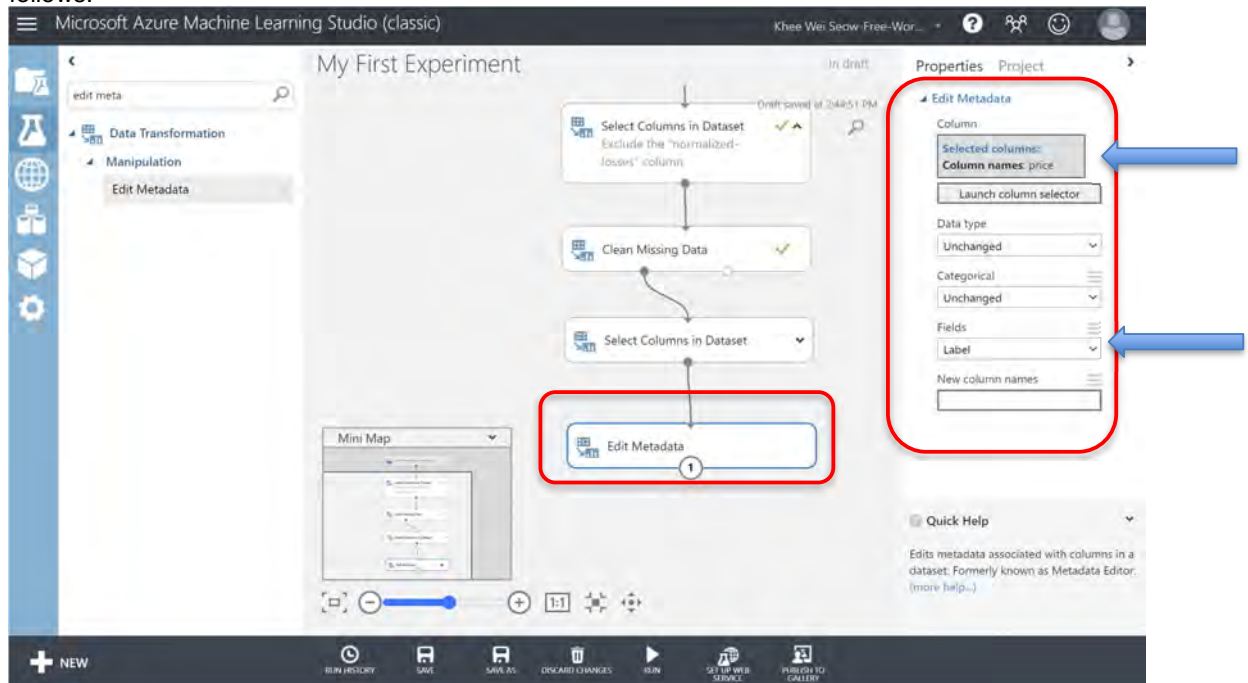 follows:
Microsoft Azure Machine Learning Studio (classic)
Khee Wei Seow-Free-Wor...
?
My First Experiment
In draft
Draft saved at 2:44:51 PM
edit meta
Data Transformation
Manipulation
Edit Metadata
Select Columns in Dataset
Exclude the "normalized-
losses" column
Clean Missing Data
Select Columns in Dataset
Edit Metadata
1
Mini Map
1:1
Properties Project
Edit Metadata
Column
Selected columns:
Column names: price
Launch column selector
Data type
Unchanged
Categorical
Unchanged
Fields
Label
New column names
Quick Help
Edits metadata associated with columns in a
dataset. Formerly known as Metadata Editor.
(more help...)
NEW
RUN HISTORY
SAVE
SAVE AS
DISCARD CHANGES
RUN
SET UP WEB
SERVICE
PUBLISH TO
GALLERY